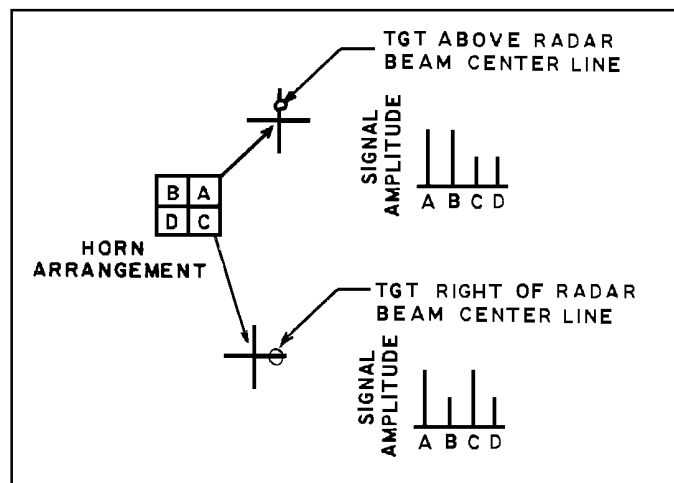 TGT ABOVE RADAR
BEAM CENTER LINE
SIGNAL
AMPLITUDE
A B C D
B A
D C
HORN
ARRANGEMENT
TGT RIGHT OF RADAR
BEAM CENTER LINE
SIGNAL
AMPLITUDE
A B C D